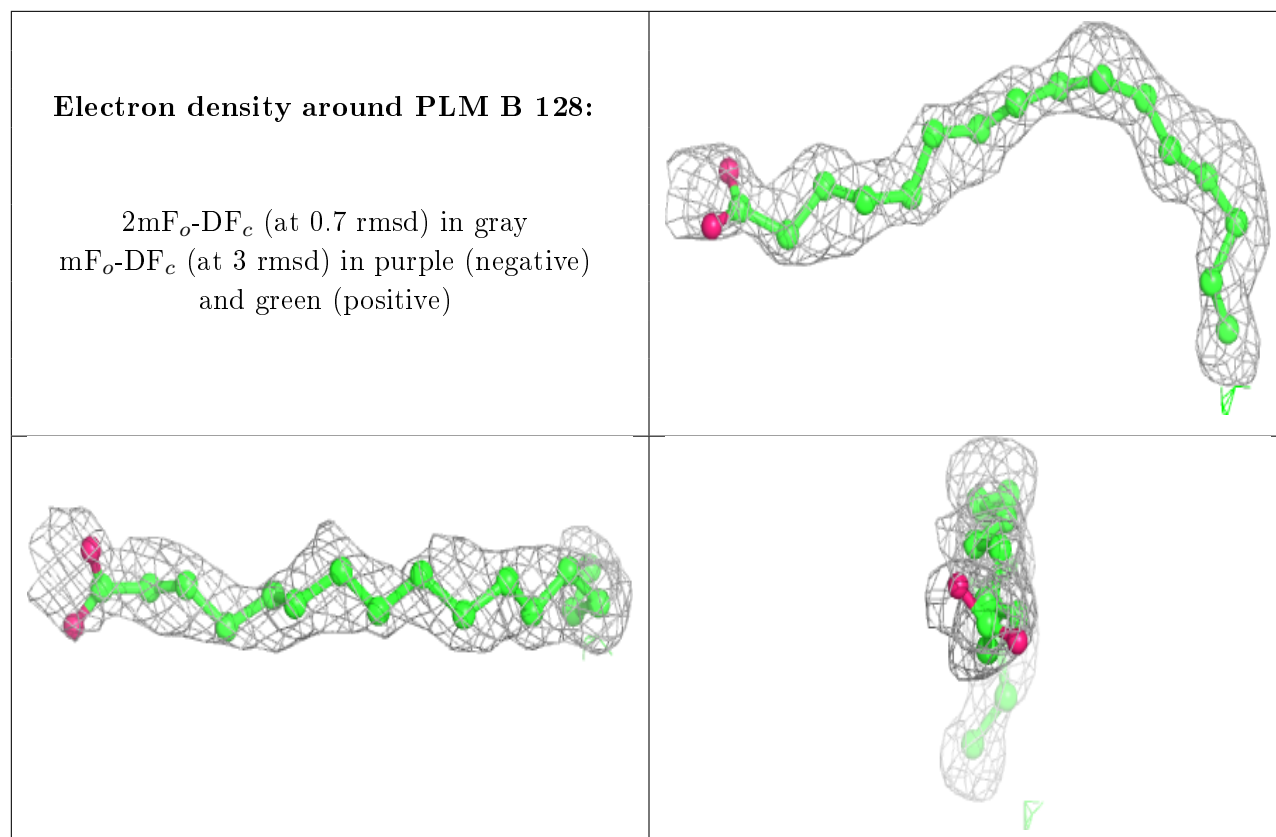 Electron density around PLM B 128:
2mFₒ-DF𝒸 (at 0.7 rmsd) in gray
mFₒ-DF𝒸 (at 3 rmsd) in purple (negative)
and green (positive)